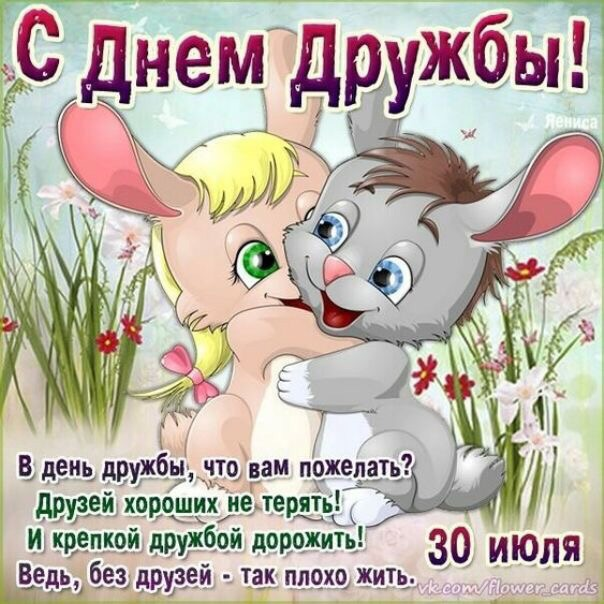 С Днем Дружбы!
Лениса
В день дружбы, что вам пожелать?
Друзей хороших не терять!
И крепкой дружбой дорожить!
Ведь, без друзей - так плохо жить.
30 июля
vk.com/flower_cards